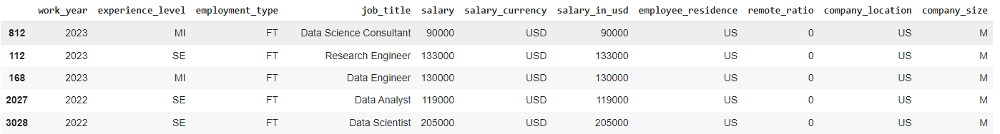 work_year experience_level employment_type job_title salary salary_currency salary_in_usd employee_residence remote_ratio company_location company_size
812 2023 MI FT Data Science Consultant 90000 USD 90000 US 0 US M
112 2023 SE FT Research Engineer 133000 USD 133000 US 0 US M
168 2023 MI FT Data Engineer 130000 USD 130000 US 0 US M
2027 2022 SE FT Data Analyst 119000 USD 119000 US 0 US M
3028 2022 SE FT Data Scientist 205000 USD 205000 US 0 US M